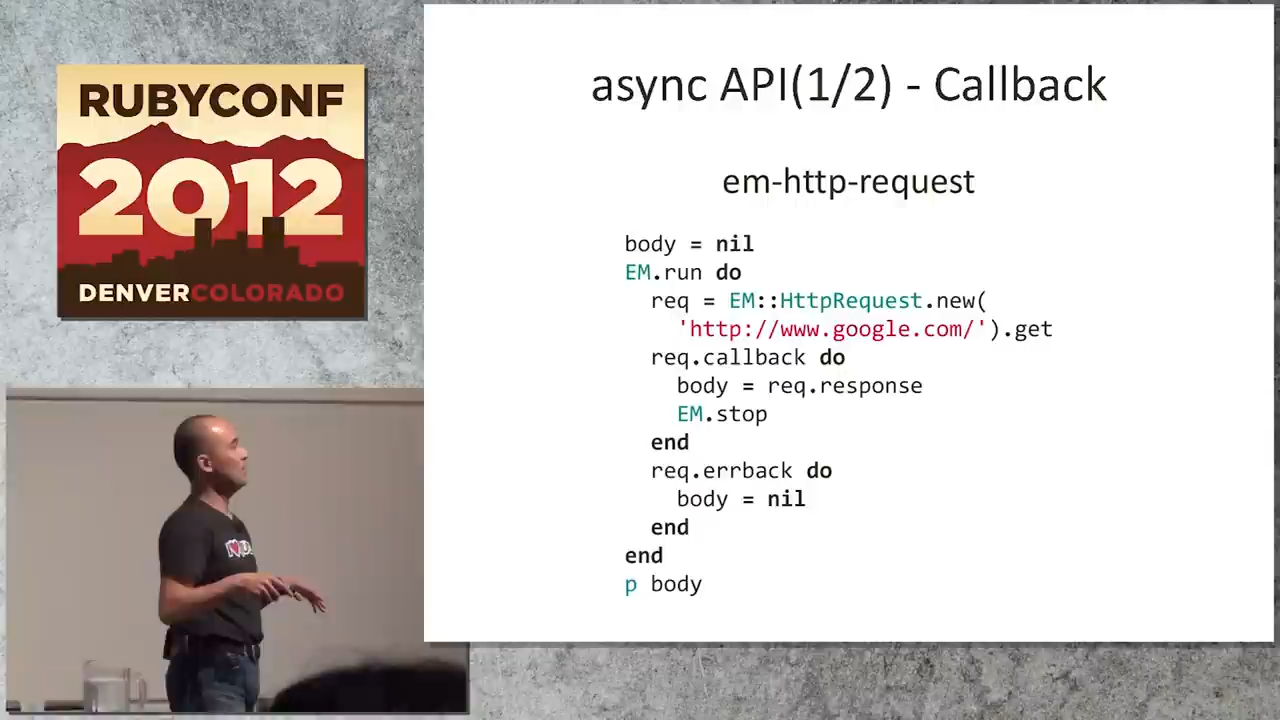 RUBYCONF
2012
DENVERCOLORADO
async API(1/2) - Callback
em-http-request
body = nil
EM.run do
req = EM::HttpRequest.new(
'http://www.google.com/').get
req.callback do
body = req.response
EM.stop
end
req.errback do
body = nil
end
end
p body